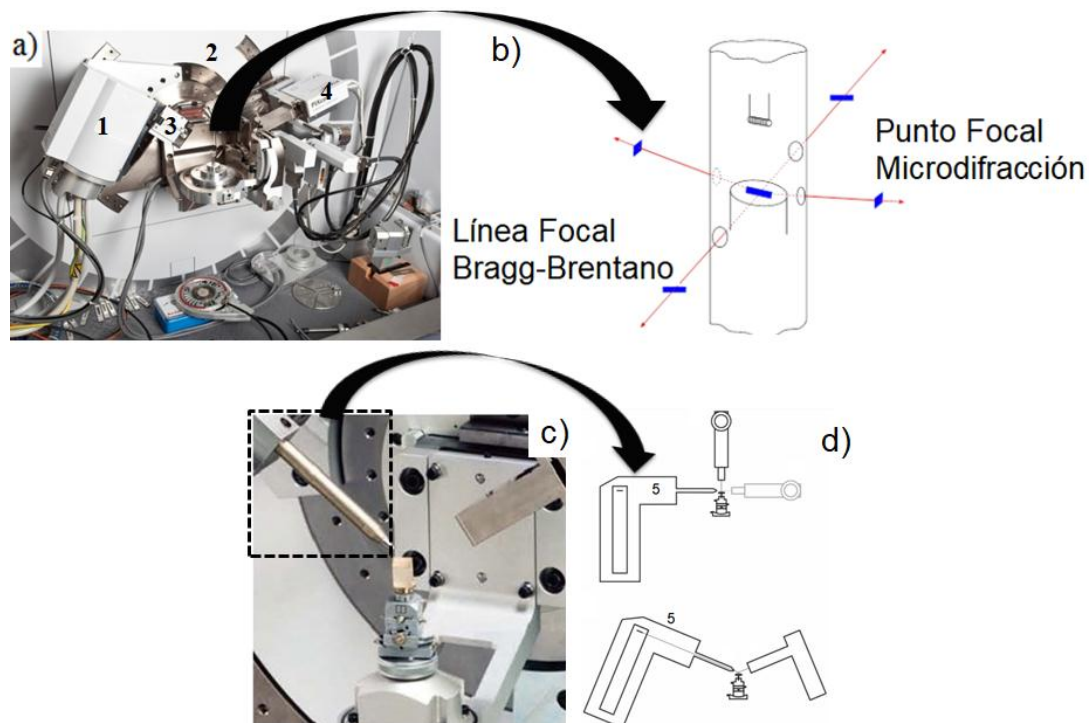 a)
1
2
3
4
b)
Línea Focal
Bragg-Brentano
Punto Focal
Microdifracción
c)
d)
5
5